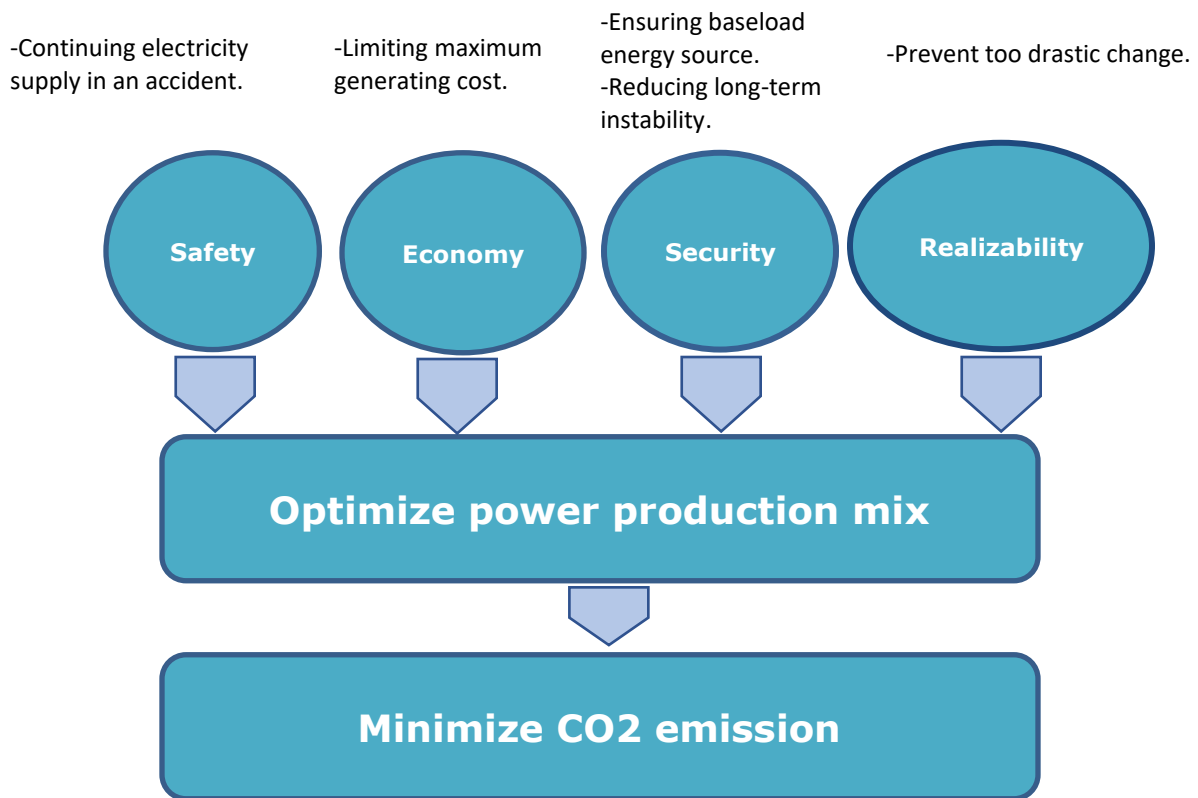 -Continuing electricity
supply in an accident.
-Limiting maximum
generating cost.
-Ensuring baseload
energy source.
-Reducing long-term
instability.
-Prevent too drastic change.
Safety
Economy
Security
Realizability
Optimize power production mix
Minimize CO2 emission